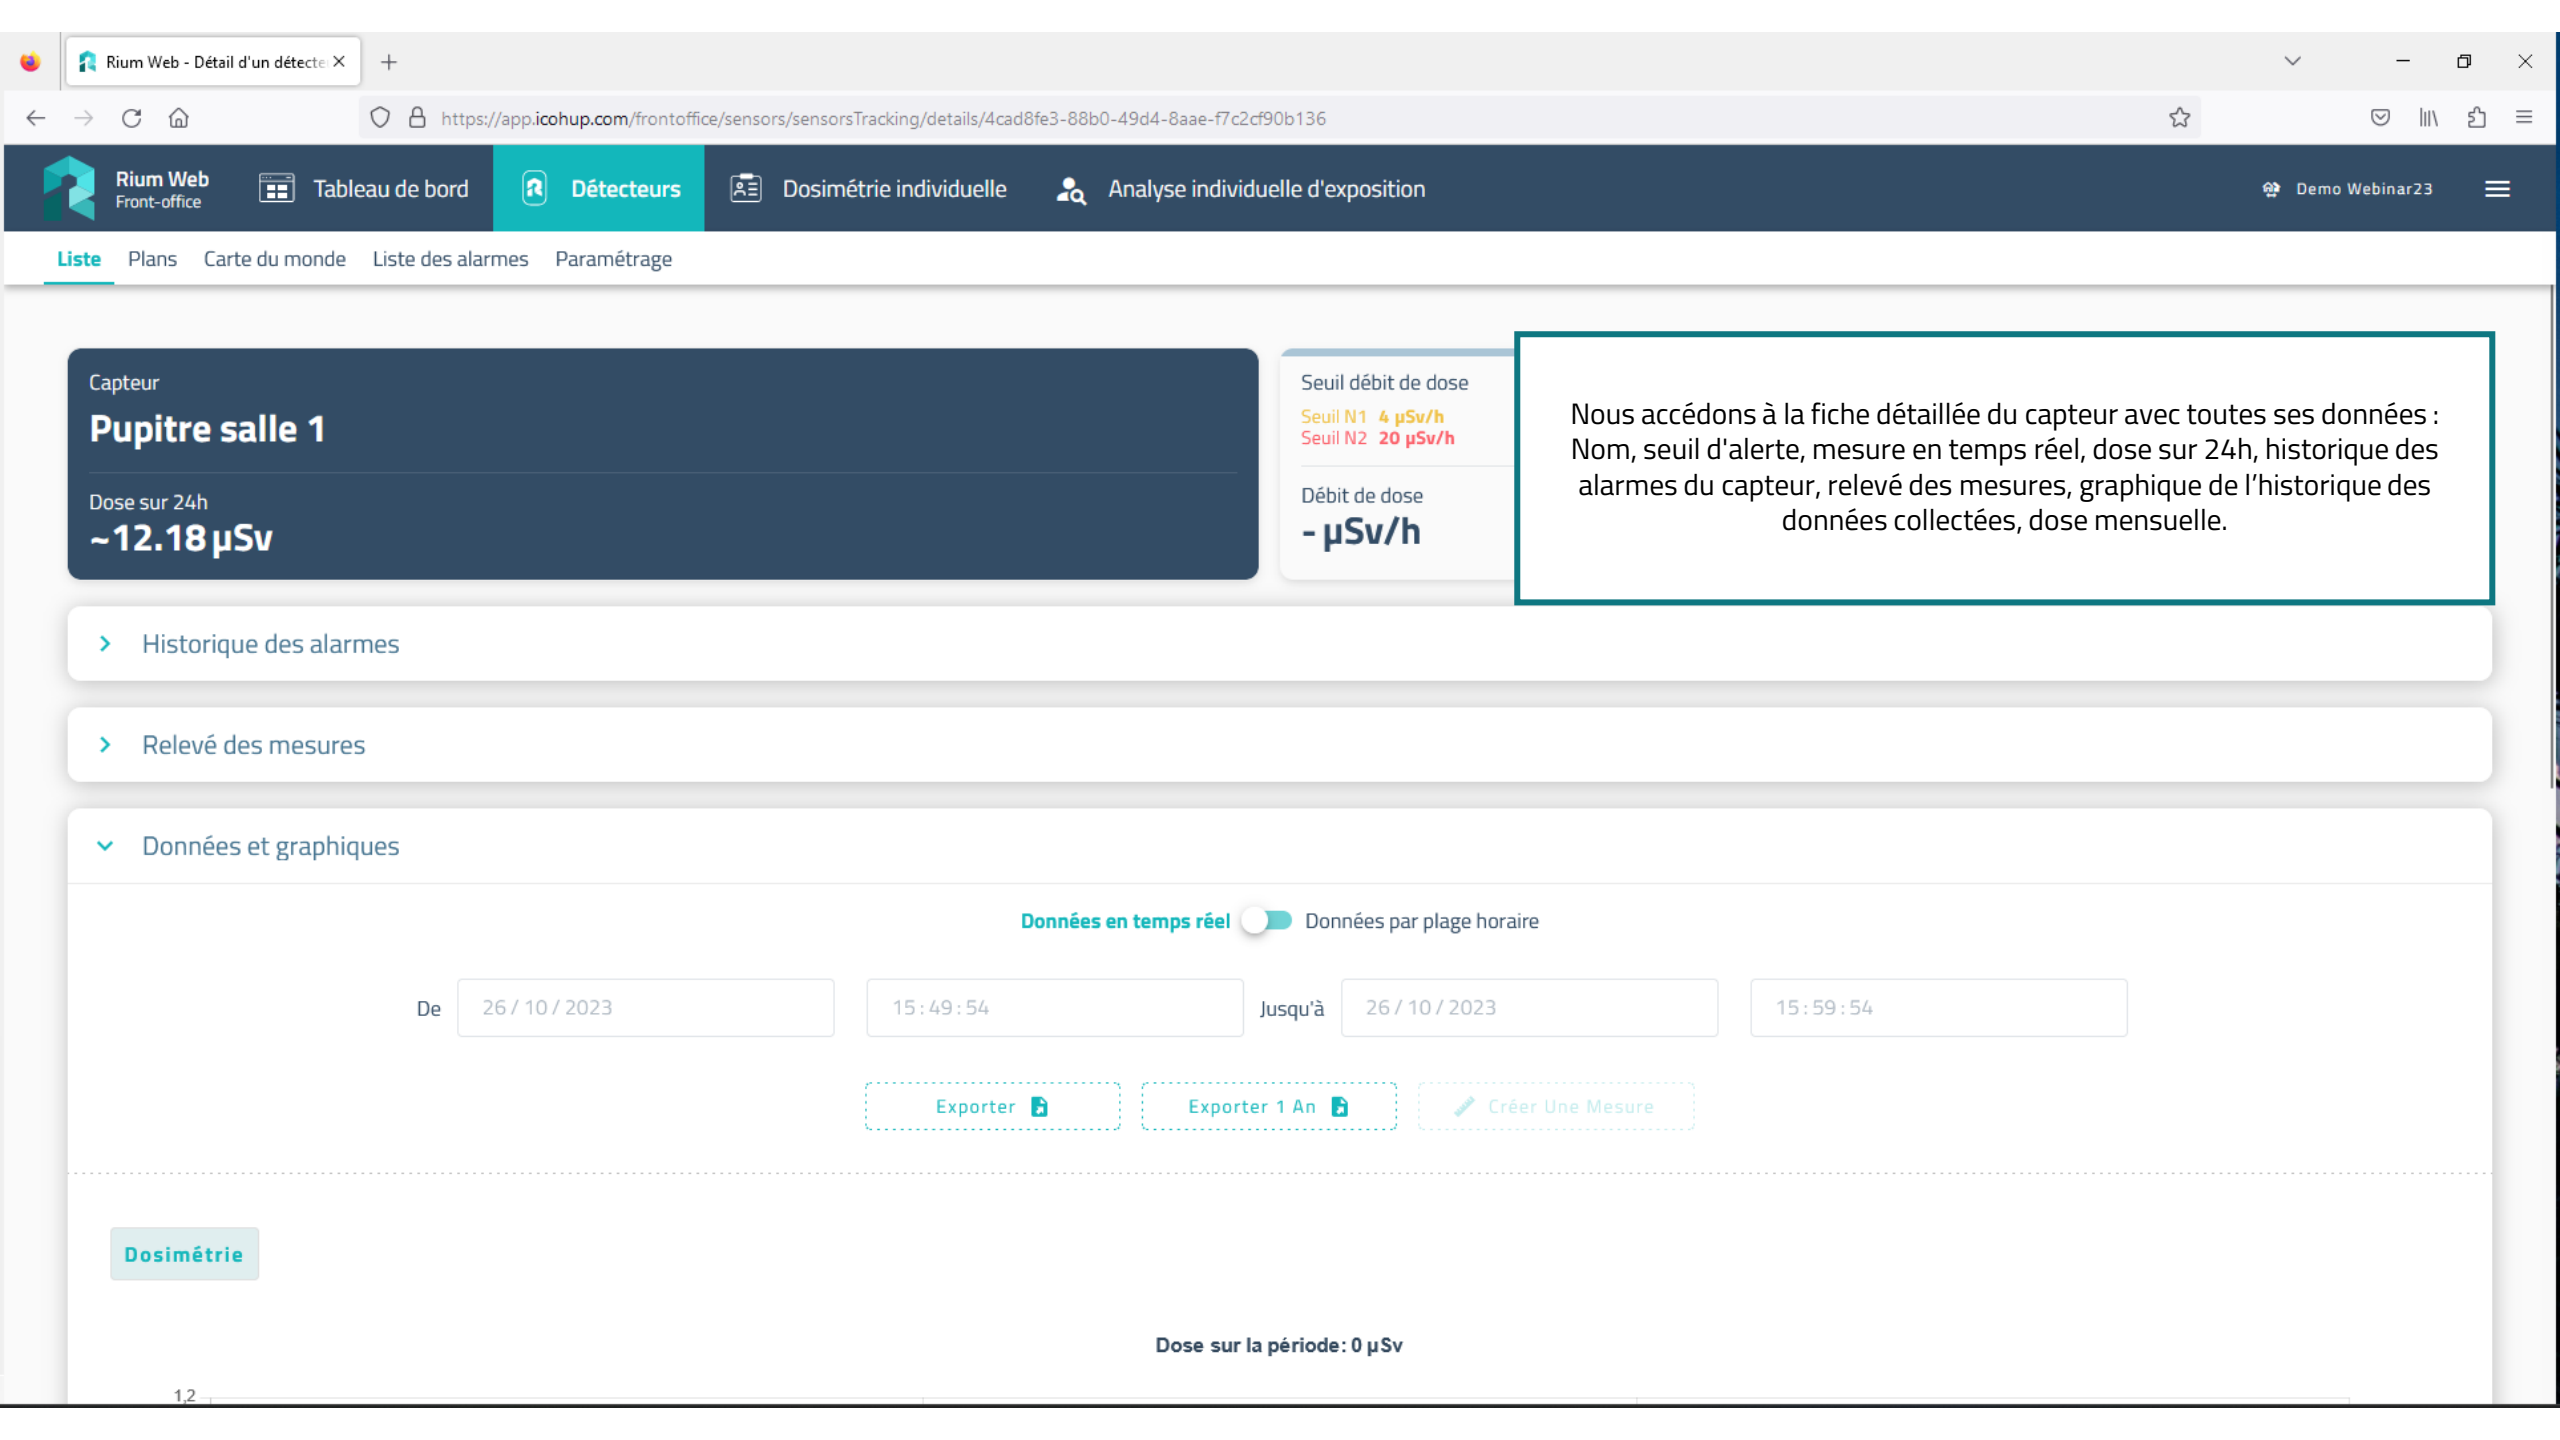 Rium Web - Détail d'un détecte
https://app.icohup.com/frontoffice/sensors/sensorsTracking/details/4cad8fe3-88b0-49d4-8aae-f7c2cf90b136
Rium Web
Front-office
Tableau de bord
Détecteurs
Dosimétrie individuelle
Analyse individuelle d'exposition
Demo Webinar23
Liste
Plans
Carte du monde
Liste des alarmes
Paramétrage
Capteur
Pupitre salle 1
Dose sur 24h
~12.18 µSv
Seuil débit de dose
Seuil N1 4 µSv/h
Seuil N2 20 µSv/h
Débit de dose
- µSv/h
Nous accédons à la fiche détaillée du capteur avec toutes ses données :
Nom, seuil d'alerte, mesure en temps réel, dose sur 24h, historique des
alarmes du capteur, relevé des mesures, graphique de l’historique des
données collectées, dose mensuelle.
Historique des alarmes
Relevé des mesures
Données et graphiques
Données en temps réel
Données par plage horaire
De
26 / 10 / 2023
15 : 49 : 54
Jusqu'à
26 / 10 / 2023
15 : 59 : 54
Exporter
Exporter 1 An
Créer Une Mesure
Dosimétrie
Dose sur la période: 0 µSv
1,2